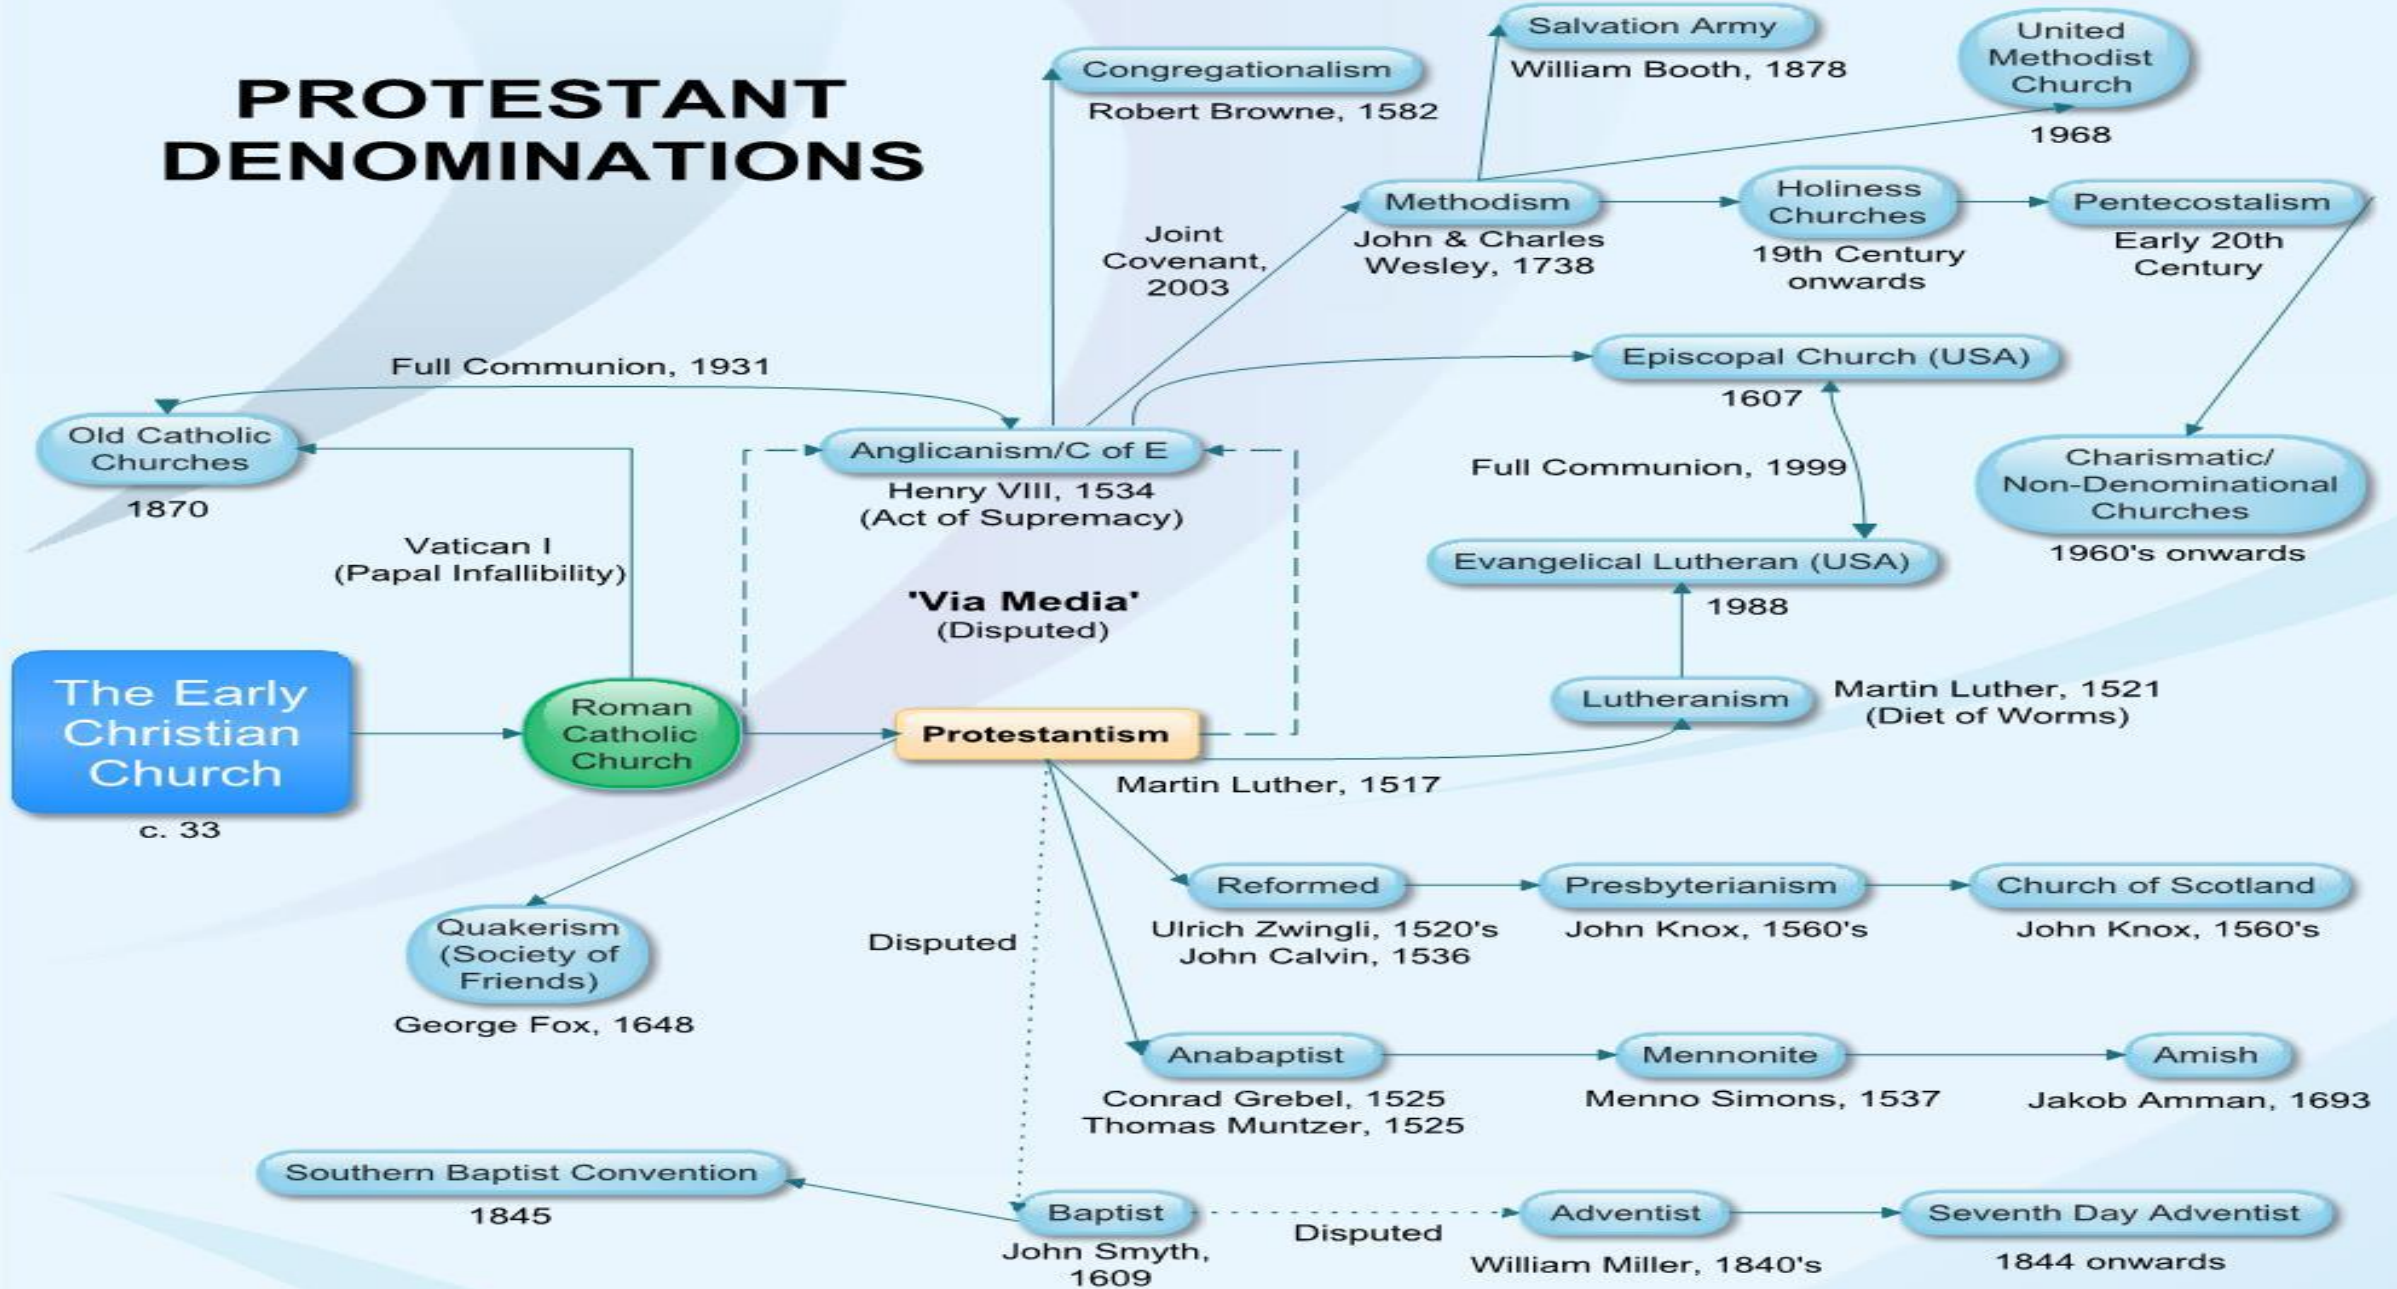 PROTESTANT
DENOMINATIONS
Congregationalism
Robert Browne, 1582
Salvation Army
William Booth, 1878
United
Methodist
Church
1968
Joint
Covenant,
2003
Methodism
John & Charles
Wesley, 1738
Holiness
Churches
19th Century
onwards
Pentecostalism
Early 20th
Century
Full Communion, 1931
Episcopal Church (USA)
1607
Old Catholic
Churches
1870
Anglicanism/C of E
Henry VIII, 1534
(Act of Supremacy)
Full Communion, 1999
Charismatic/
Non-Denominational
Churches
1960's onwards
Vatican I
(Papal Infallibility)
'Via Media'
(Disputed)
Evangelical Lutheran (USA)
1988
The Early
Christian
Church
c. 33
Roman
Catholic
Church
Protestantism
Lutheranism
Martin Luther, 1521
(Diet of Worms)
Martin Luther, 1517
Quakerism
(Society of
Friends)
George Fox, 1648
Disputed
Reformed
Ulrich Zwingli, 1520's
John Calvin, 1536
Presbyterianism
John Knox, 1560's
Church of Scotland
John Knox, 1560's
Anabaptist
Conrad Grebel, 1525
Thomas Muntzer, 1525
Mennonite
Menno Simons, 1537
Amish
Jakob Amman, 1693
Southern Baptist Convention
1845
Baptist
John Smyth,
1609
Disputed
Adventist
William Miller, 1840's
Seventh Day Adventist
1844 onwards